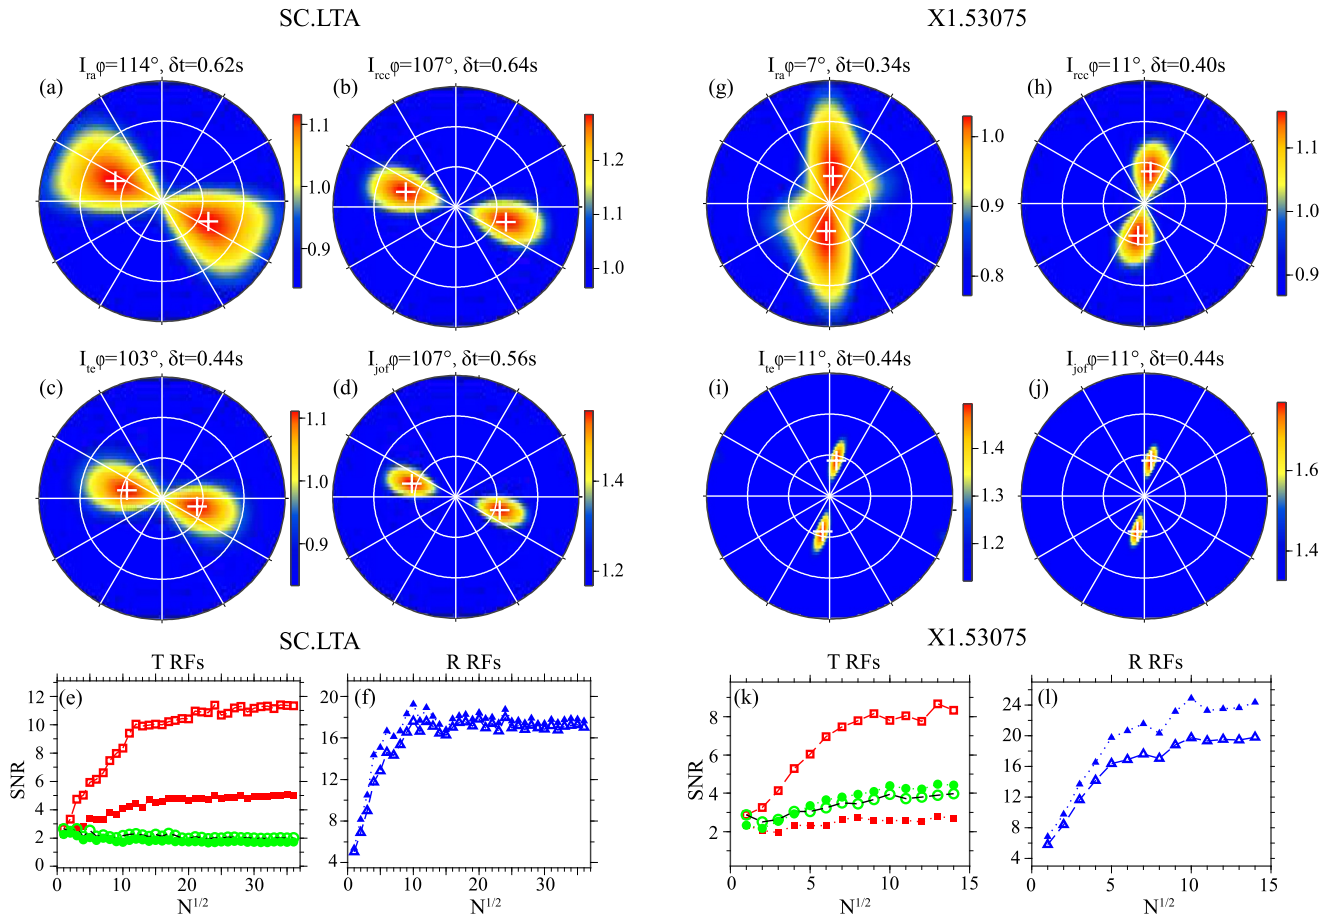 SC.LTA
X1.53075
(a) I_ra φ=114°, δt=0.62s
1.1
1.0
0.9
(b) I_rcc φ=107°, δt=0.64s
1.2
1.1
1.0
(g) I_ra φ=7°, δt=0.34s
1.0
0.9
0.8
(h) I_rcc φ=11°, δt=0.40s
1.1
1.0
0.9
(c) I_te φ=103°, δt=0.44s
1.1
1.0
0.9
(d) I_jof φ=107°, δt=0.56s
1.4
1.2
(i) I_te φ=11°, δt=0.44s
1.4
1.3
1.2
(j) I_jof φ=11°, δt=0.44s
1.6
1.4
SC.LTA
X1.53075
T RFs
(e)
SNR
12
10
8
6
4
2
0
0 10 20 30
N^1/2
R RFs
(f)
20
16
12
8
4
0 10 20 30
N^1/2
T RFs
(k)
SNR
8
6
4
2
0 5 10 15
N^1/2
R RFs
(l)
24
20
16
12
8
4
0 5 10 15
N^1/2